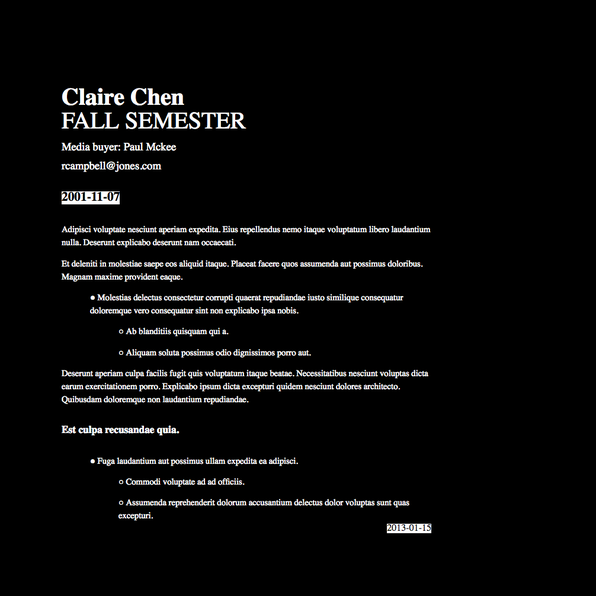 Claire Chen
FALL SEMESTER
Media buyer: Paul Mckee
rcampbell@jones.com
2001-11-07
Adipisci voluptate nesciunt aperiam expedita. Eius repellendus nemo itaque voluptatum libero laudantium
nulla. Deserunt explicabo deserunt nam occaecati.
Et deleniti in molestiae saepe eos aliquid itaque. Placeat facere quos assumenda aut possimus doloribus.
Magnam maxime provident eaque.
● Molestias delectus consectetur corrupti quaerat repudiandae iusto similique consequatur
doloremque vero consequatur sint non explicabo ipsa nobis.
○ Ab blanditiis quisquam qui a.
○ Aliquam soluta possimus odio dignissimos porro aut.
Deserunt aperiam culpa facilis fugit quis voluptatum itaque beatae. Necessitatibus nesciunt voluptas dicta
earum exercitationem porro. Explicabo ipsum dicta excepturi quidem nesciunt dolores architecto.
Quibusdam doloremque non laudantium repudiandae.
Est culpa recusandae quia.
● Fuga laudantium aut possimus ullam expedita ea adipisci.
○ Commodi voluptate ad ad officiis.
○ Assumenda reprehenderit dolorum accusantium delectus dolor voluptas sunt quas
excepturi.
2013-01-15